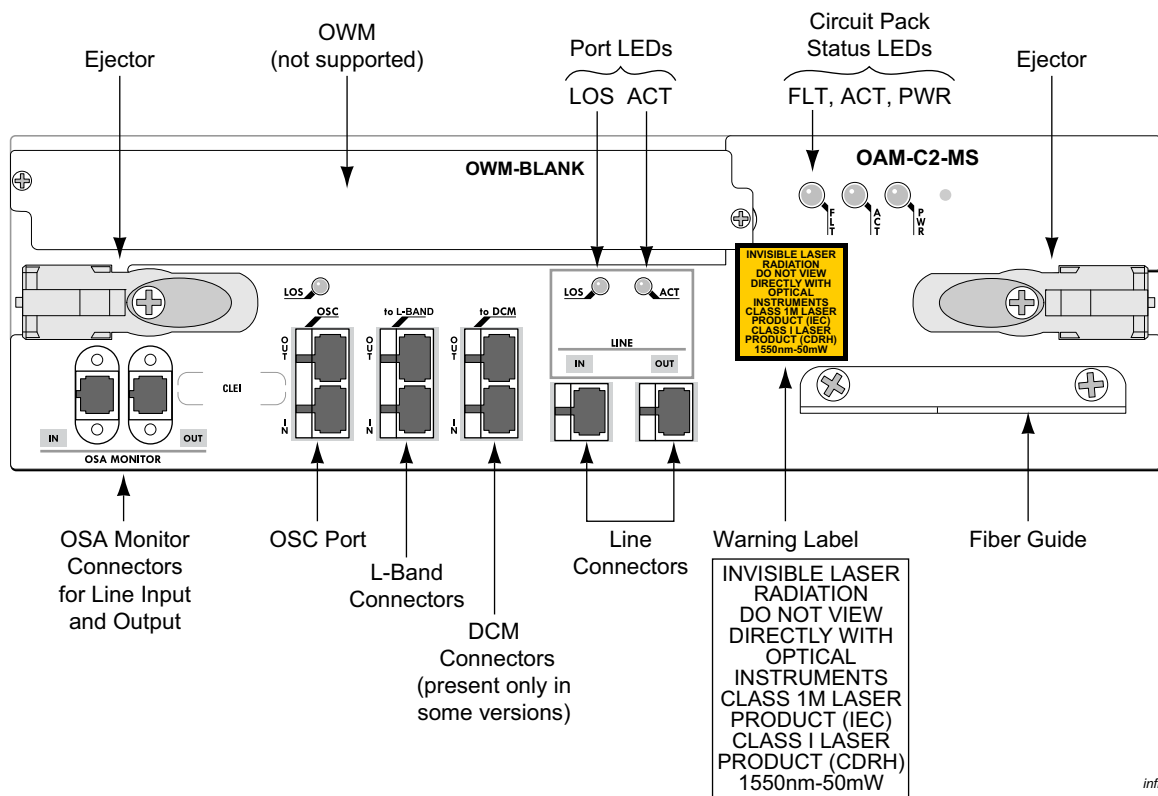 Ejector
OWM
(not supported)
Port LEDs
LOS ACT
Circuit Pack
Status LEDs
FLT, ACT, PWR
Ejector
OWM-BLANK
OAM-C2-MS
FLT
ACT
PWR
INVISIBLE LASER
RADIATION
DO NOT VIEW
DIRECTLY WITH
OPTICAL
INSTRUMENTS
CLASS 1M LASER
PRODUCT (IEC)
CLASS I LASER
PRODUCT (CDRH)
1550nm-50mW
LOS
OSC
to L-BAND
to DCM
LOS
ACT
LINE
IN
OUT
OUT
IN
OUT
IN
OUT
IN
CLEI
IN
OUT
OSA MONITOR
OSA Monitor
Connectors
for Line Input
and Output
OSC Port
L-Band
Connectors
DCM
Connectors
(present only in
some versions)
Line
Connectors
Warning Label
INVISIBLE LASER
RADIATION
DO NOT VIEW
DIRECTLY WITH
OPTICAL
INSTRUMENTS
CLASS 1M LASER
PRODUCT (IEC)
CLASS I LASER
PRODUCT (CDRH)
1550nm-50mW
Fiber Guide